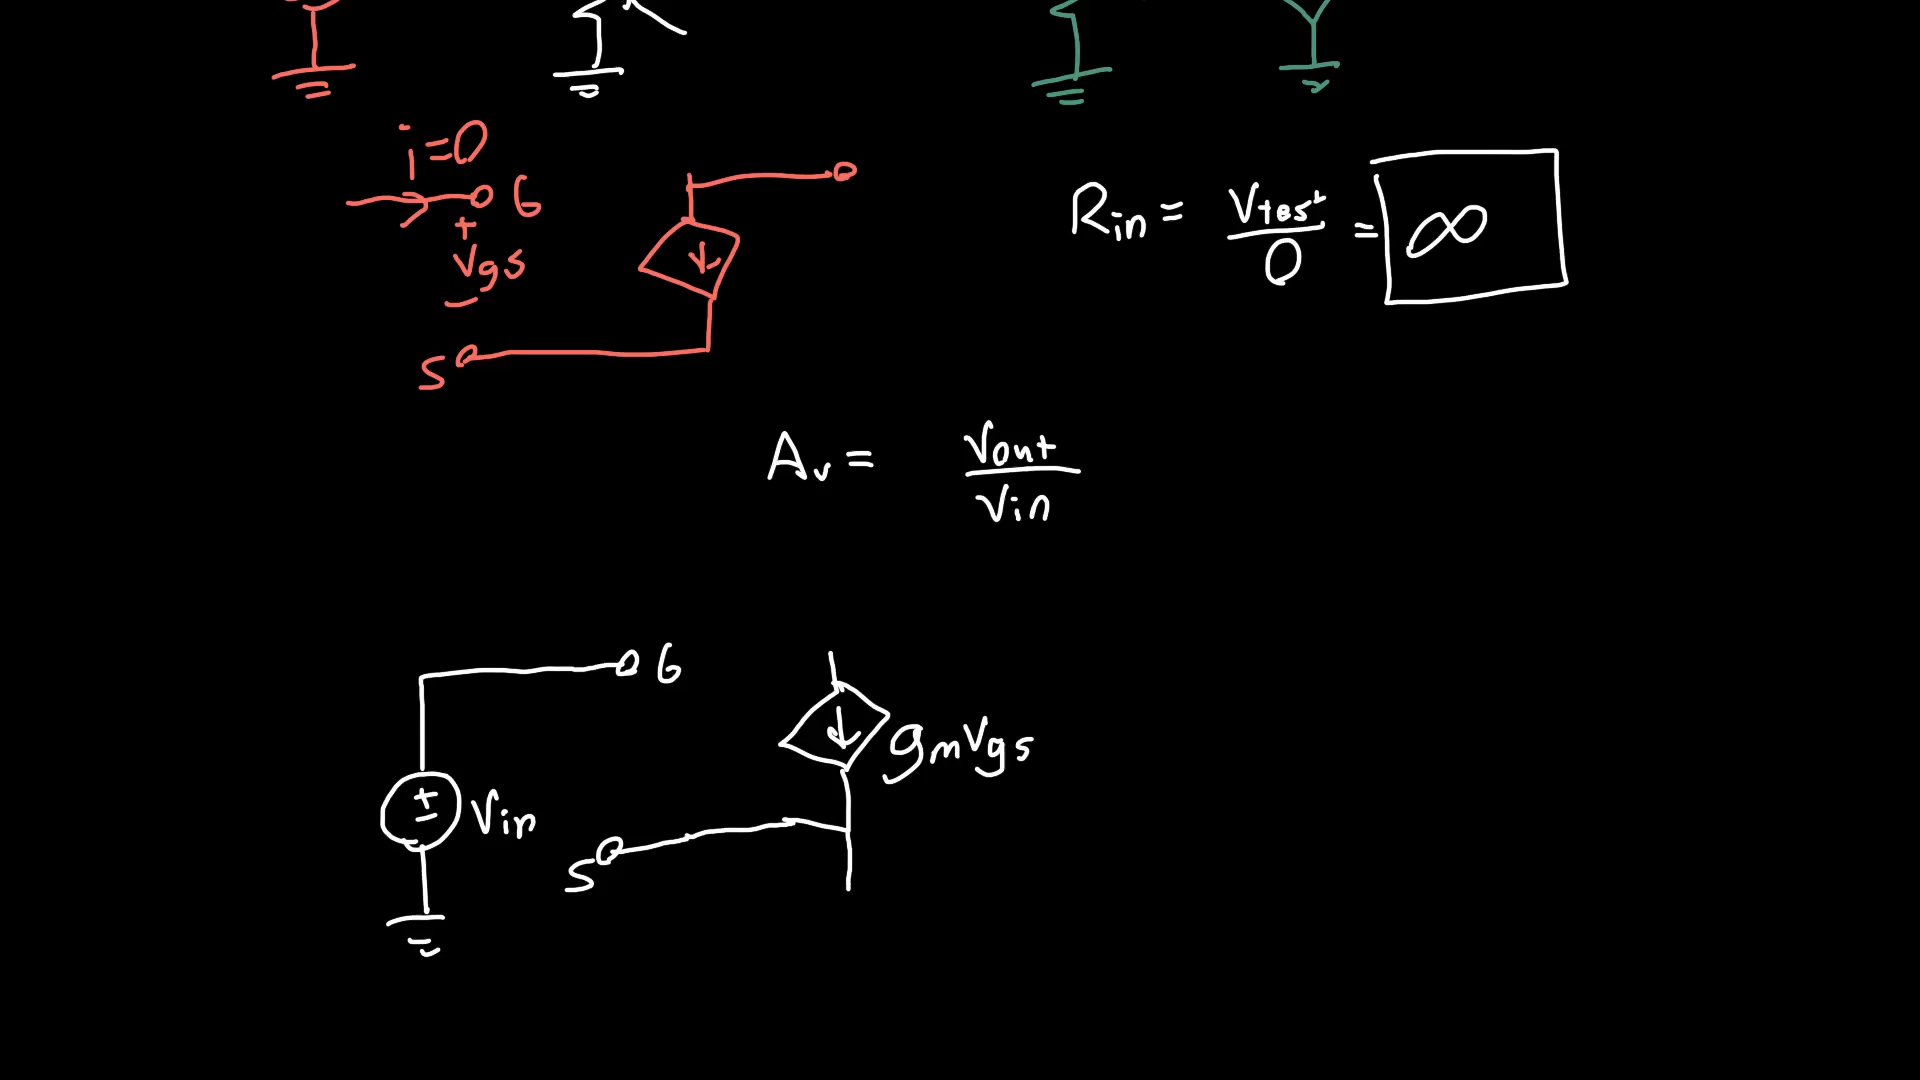 i=0
G
+
Vgs
-
S
Rin = Vtest/0 = ∞
Av = Vout/Vin
G
gmVgs
+
-
Vin
S